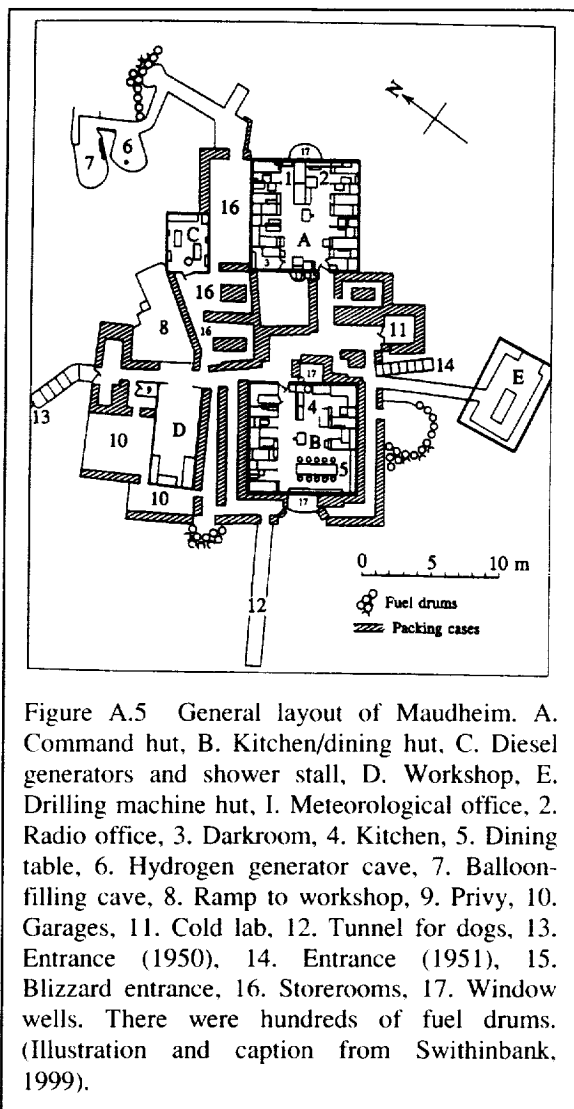 N
17
6
7
1
2
16
A
C
3
16
8
16
11
14
17
E
13
9
4
B
10
D
5
10
17
0 5 10 m
12
Fuel drums
Packing cases
Figure A.5 General layout of Maudheim. A.
Command hut, B. Kitchen/dining hut, C. Diesel
generators and shower stall, D. Workshop, E.
Drilling machine hut, I. Meteorological office, 2.
Radio office, 3. Darkroom, 4. Kitchen, 5. Dining
table, 6. Hydrogen generator cave, 7. Balloon-
filling cave, 8. Ramp to workshop, 9. Privy, 10.
Garages, 11. Cold lab, 12. Tunnel for dogs, 13.
Entrance (1950), 14. Entrance (1951), 15.
Blizzard entrance, 16. Storerooms, 17. Window
wells. There were hundreds of fuel drums.
(Illustration and caption from Swithinbank,
1999).